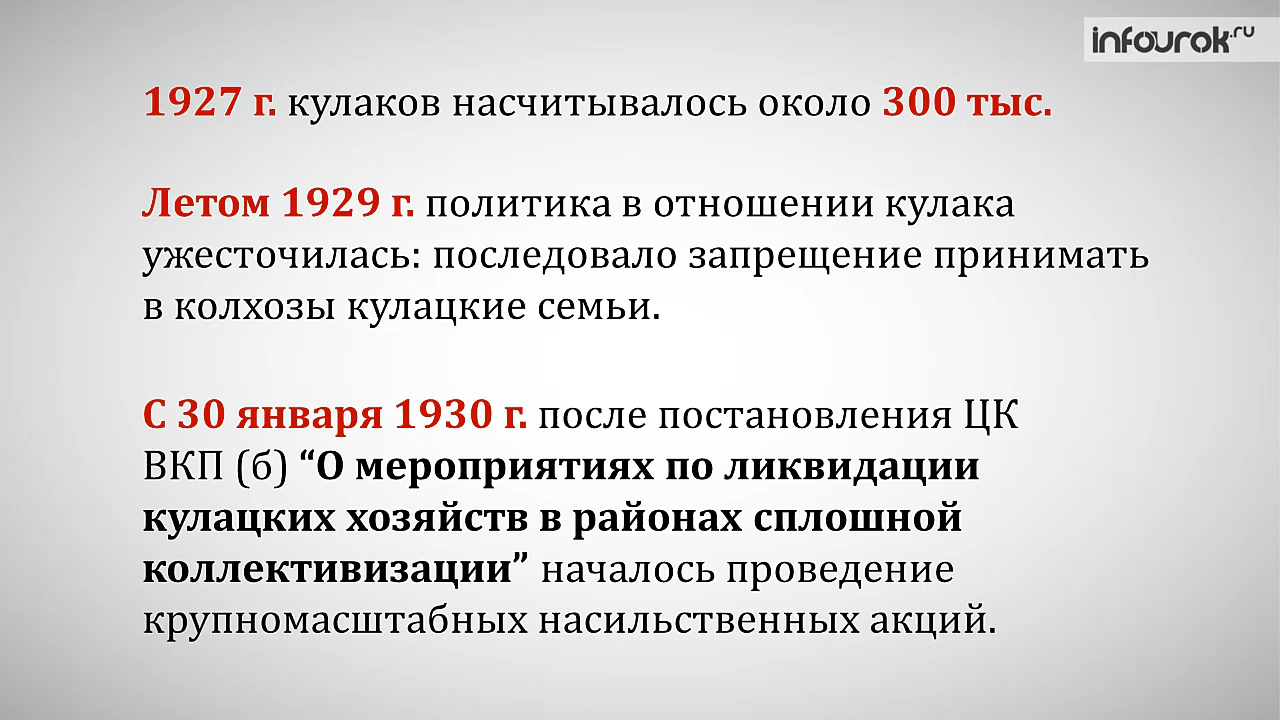 infourok.ru
1927 г. кулаков насчитывалось около 300 тыс.
Летом 1929 г. политика в отношении кулака
ужесточилась: последовало запрещение принимать
в колхозы кулацкие семьи.
С 30 января 1930 г. после постановления ЦК
ВКП (б) “О мероприятиях по ликвидации
кулацких хозяйств в районах сплошной
коллективизации” началось проведение
крупномасштабных насильственных акций.